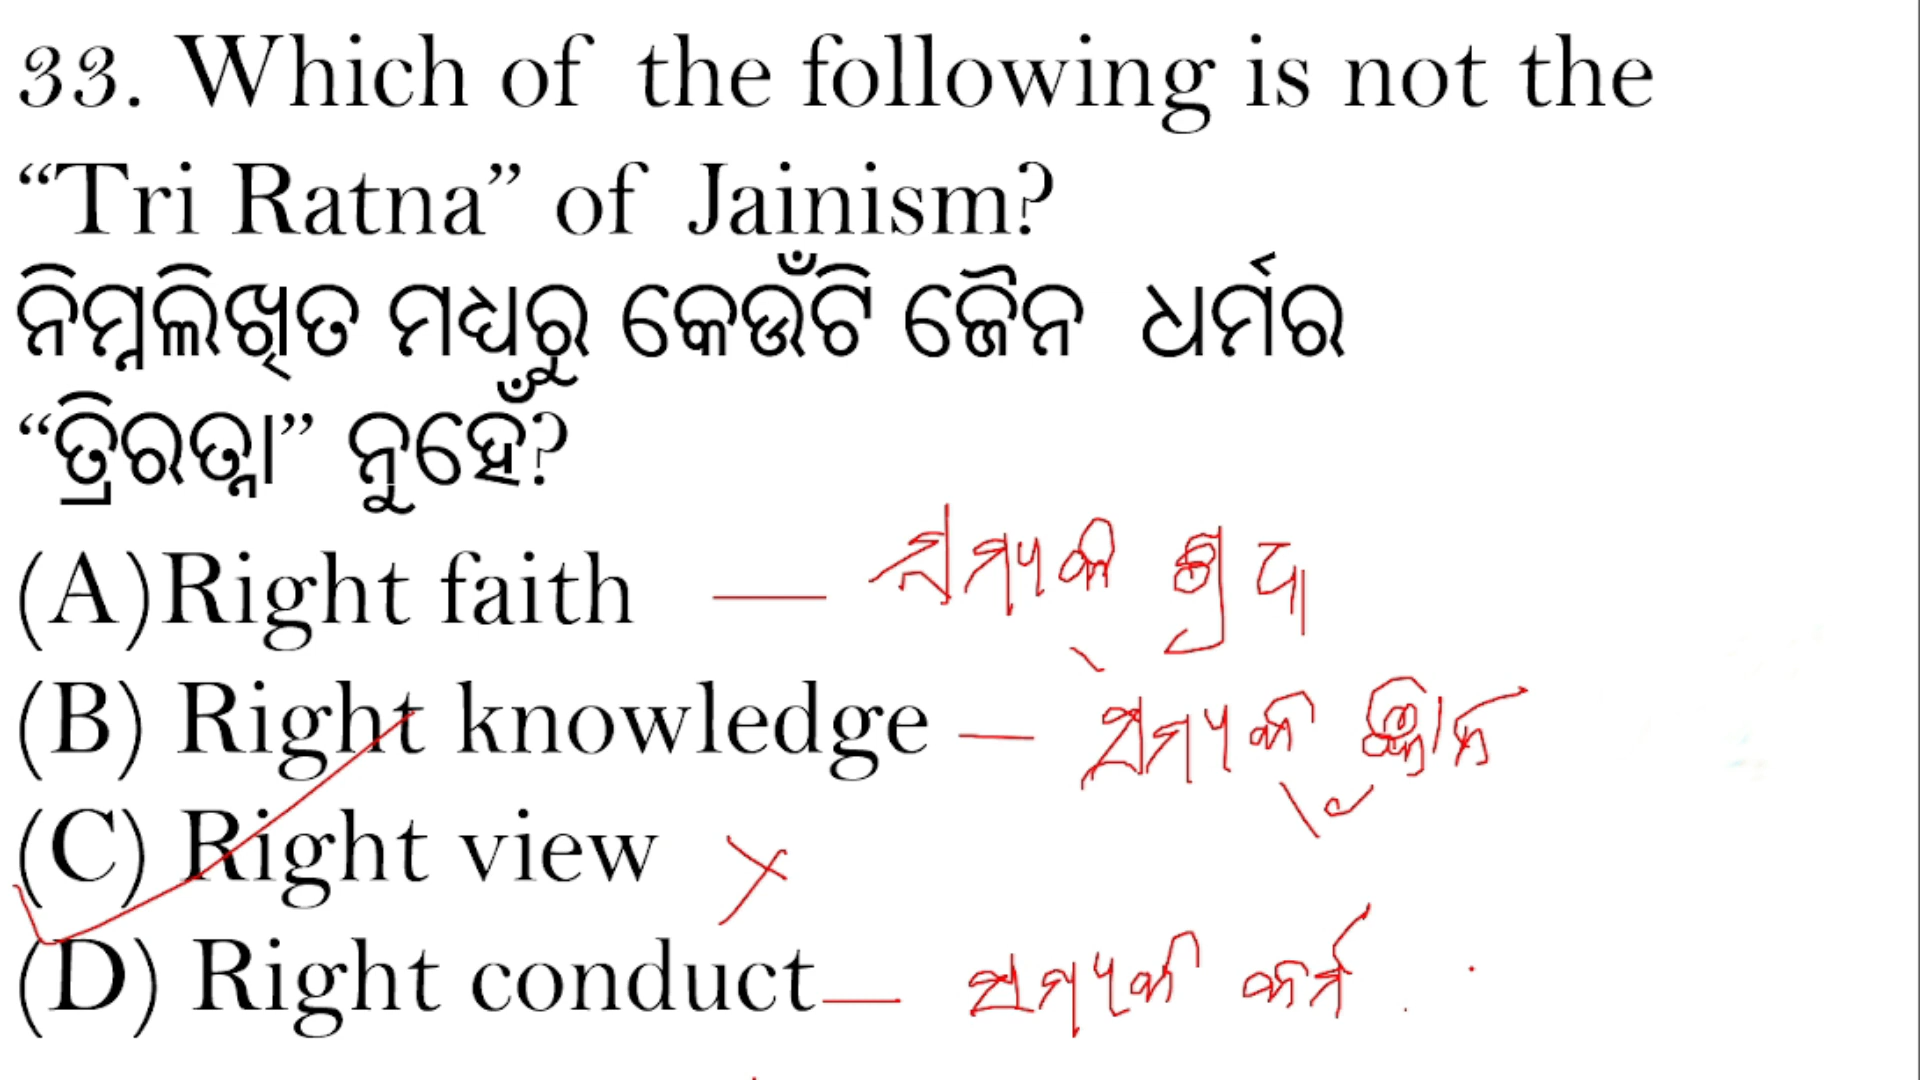 33. Which of the following is not the
“Tri Ratna” of Jainism?
ନିମ୍ନଲିଖିତ ମଧ୍ୟରୁ କେଉଁଟି ଜୈନ ଧର୍ମର
“ତ୍ରିରତ୍ନା” ନୁହେଁ?
(A)Right faith — ସମ୍ୟକ ଶ୍ରଦ୍ଧା
(B) Right knowledge — ସମ୍ୟକ ଜ୍ଞାନ
(C) Right view
(D) Right conduct — ସମ୍ୟକ କର୍ମ